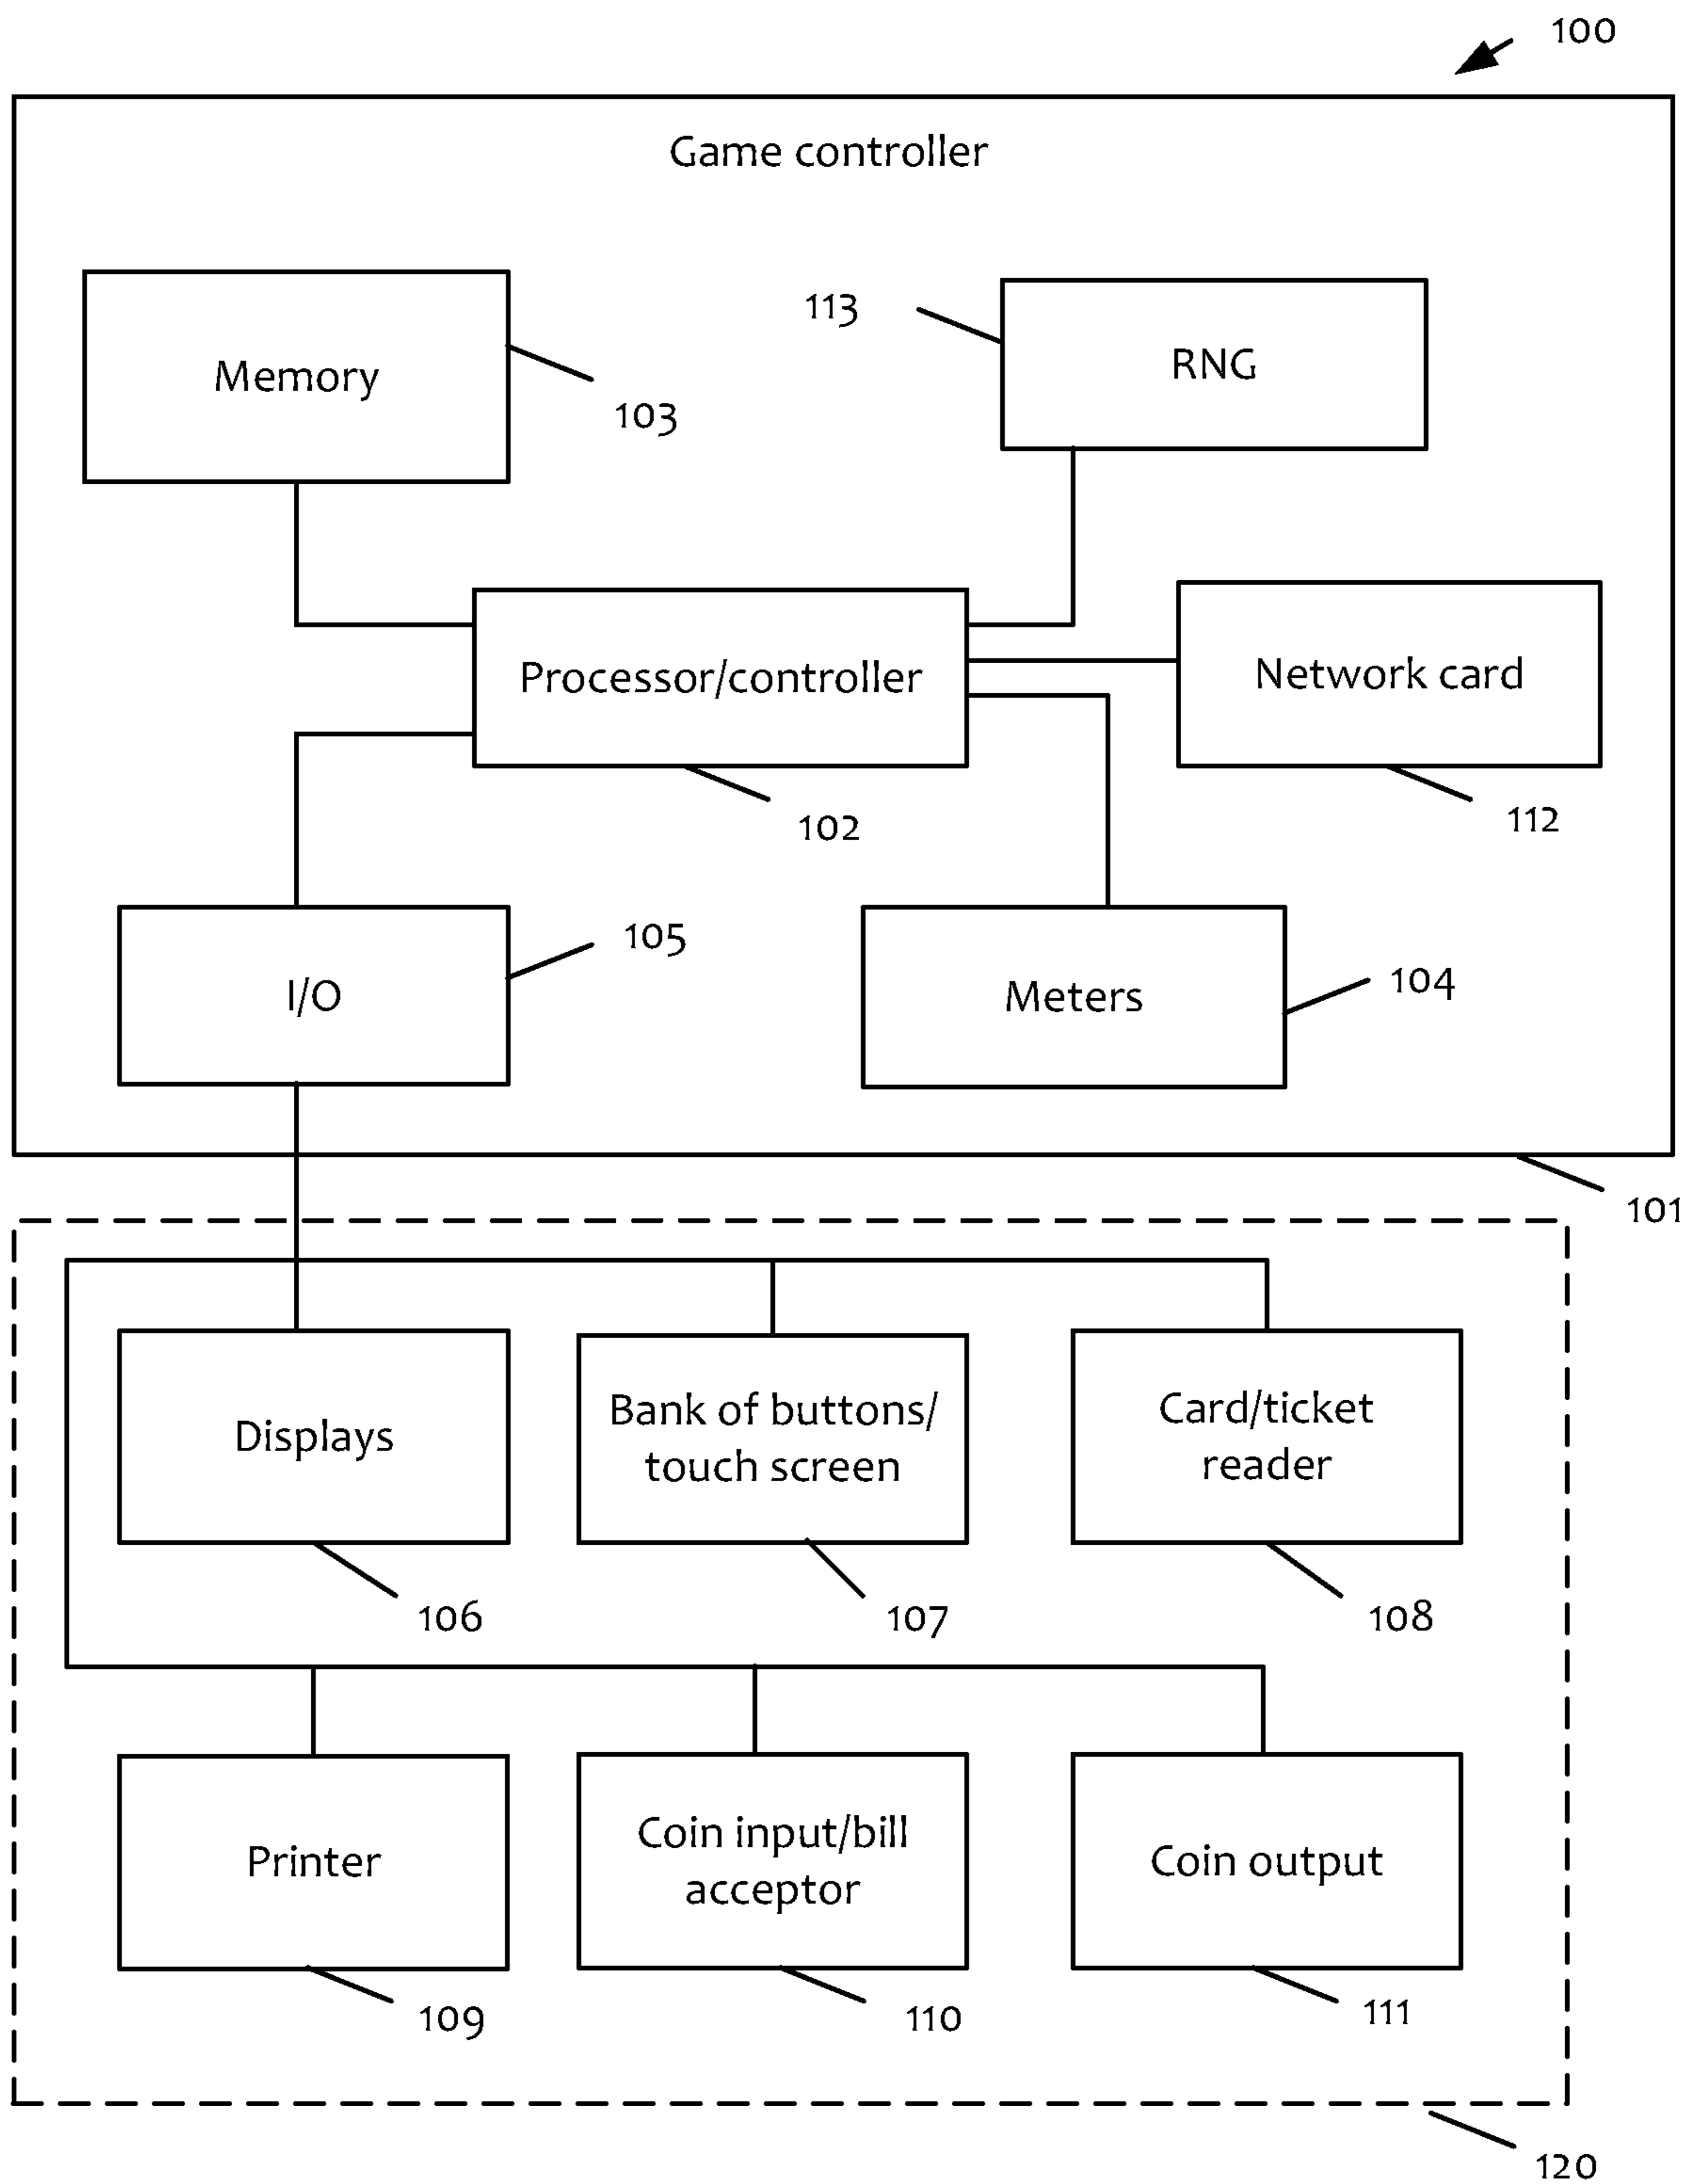 100
Game controller
Memory
103
113
RNG
Processor/controller
102
Network card
112
I/O
105
Meters
104
101
Displays
106
Bank of buttons/
touch screen
107
Card/ticket
reader
108
Printer
109
Coin input/bill
acceptor
110
Coin output
111
120